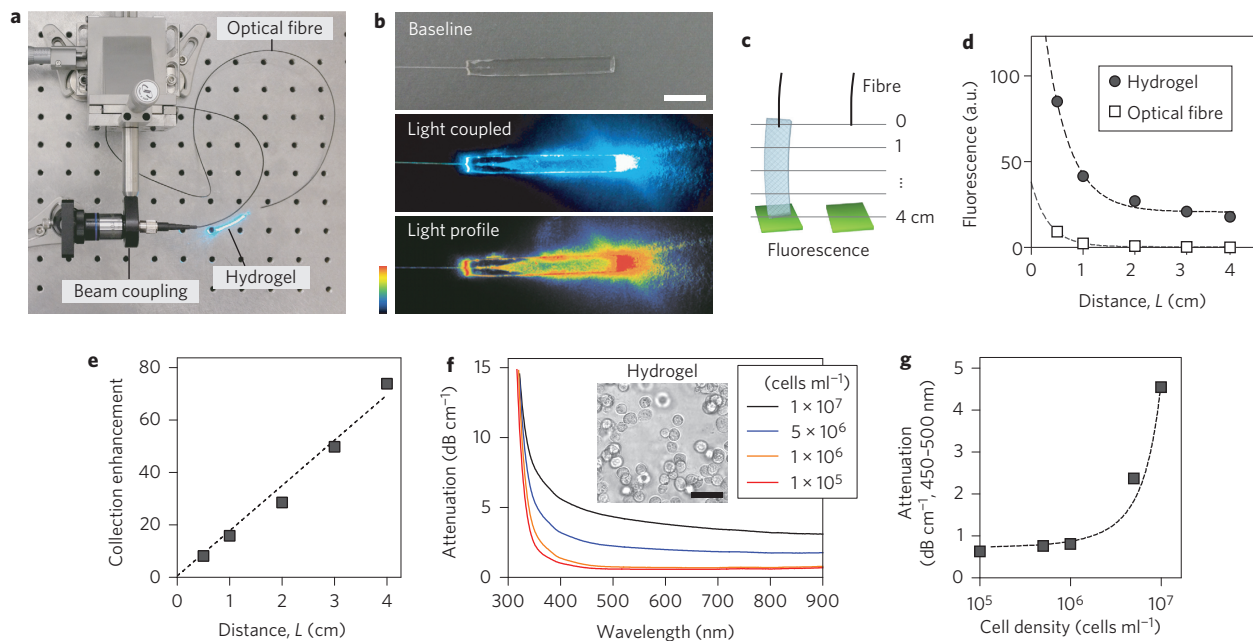 a
Optical fibre
Hydrogel
Beam coupling
b
Baseline
Light coupled
Light profile
c
Fibre
0
1
...
4 cm
Fluorescence
d
Fluorescence (a.u.)
100
50
0
Hydrogel
Optical fibre
0 1 2 3 4
Distance, L (cm)
e
Collection enhancement
80
60
40
20
0
0 1 2 3 4
Distance, L (cm)
f
Attenuation (dB cm⁻¹)
15
10
5
0
Hydrogel
(cells ml⁻¹)
1 × 10⁷
5 × 10⁶
1 × 10⁶
1 × 10⁵
300 400 500 600 700 800 900
Wavelength (nm)
g
Attenuation
(dB cm⁻¹, 450–500 nm)
5
4
3
2
1
0
10⁵ 10⁶ 10⁷
Cell density (cells ml⁻¹)